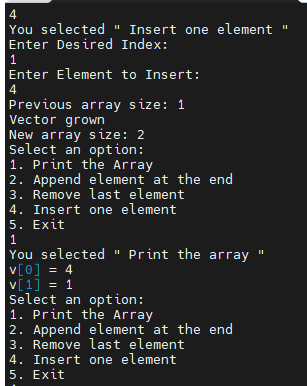 4
You selected " Insert one element "
Enter Desired Index:
1
Enter Element to Insert:
4
Previous array size: 1
Vector grown
New array size: 2
Select an option:
1. Print the Array
2. Append element at the end
3. Remove last element
4. Insert one element
5. Exit
1
You selected " Print the array "
v[0] = 4
v[1] = 1
Select an option:
1. Print the Array
2. Append element at the end
3. Remove last element
4. Insert one element
5. Exit